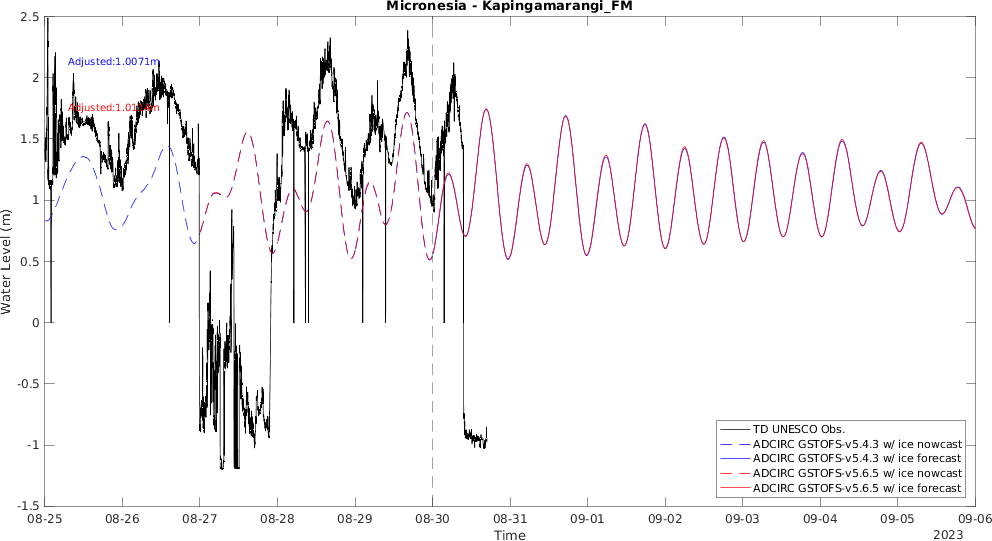 Micronesia - Kapingamarangi_FM
Water Level (m)
2.5
2
1.5
1
0.5
0
-0.5
-1
-1.5
Adjusted:1.0071m
08-25
08-26
08-27
08-28
08-29
08-30
08-31
09-01
09-02
09-03
09-04
09-05
09-06
Time
2023
TD UNESCO Obs.
ADCIRC GSTOFS-v5.4.3 w/ ice nowcast
ADCIRC GSTOFS-v5.4.3 w/ ice forecast
ADCIRC GSTOFS-v5.6.5 w/ ice nowcast
ADCIRC GSTOFS-v5.6.5 w/ ice forecast